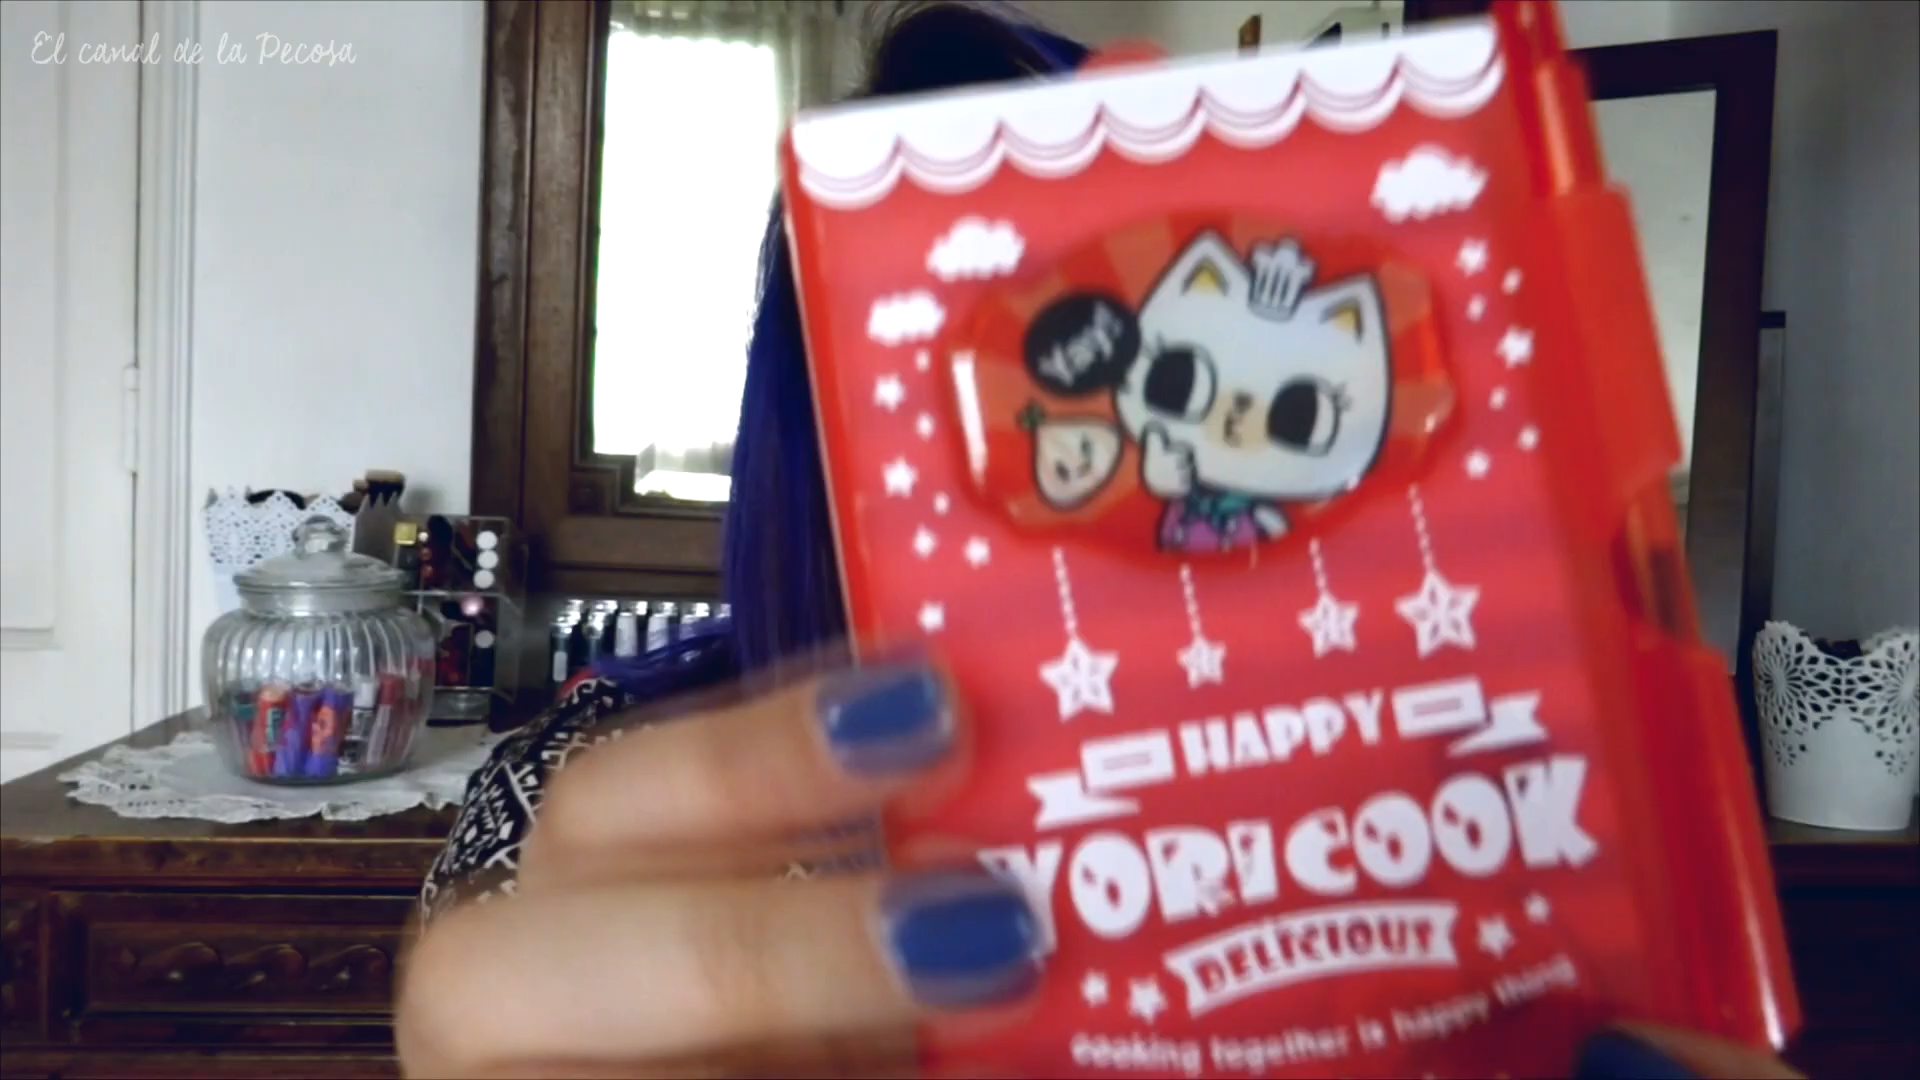 El canal de la Pecosa
Yay!
HAPPY
YORICOOK
DELICIOUS
cooking together is happy thing